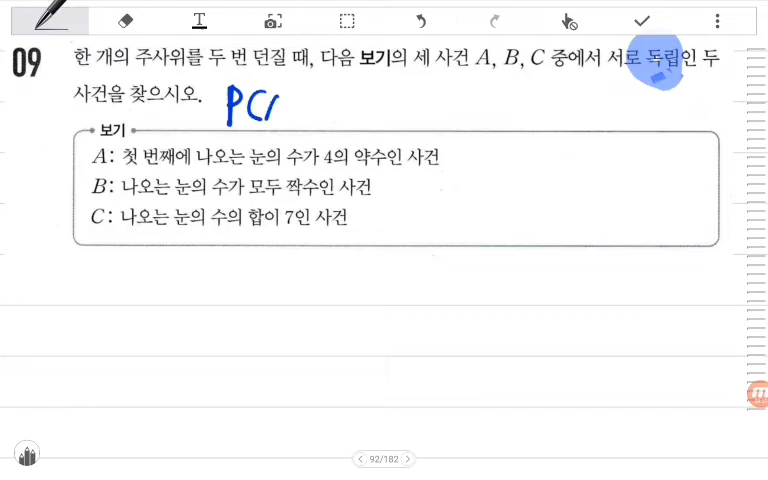 T
09 한 개의 주사위를 두 번 던질 때, 다음 보기의 세 사건 A, B, C 중에서 서로 독립인 두
사건을 찾으시오.
P(
보기
A: 첫 번째에 나오는 눈의 수가 4의 약수인 사건
B: 나오는 눈의 수가 모두 짝수인 사건
C: 나오는 눈의 수의 합이 7인 사건
92/182